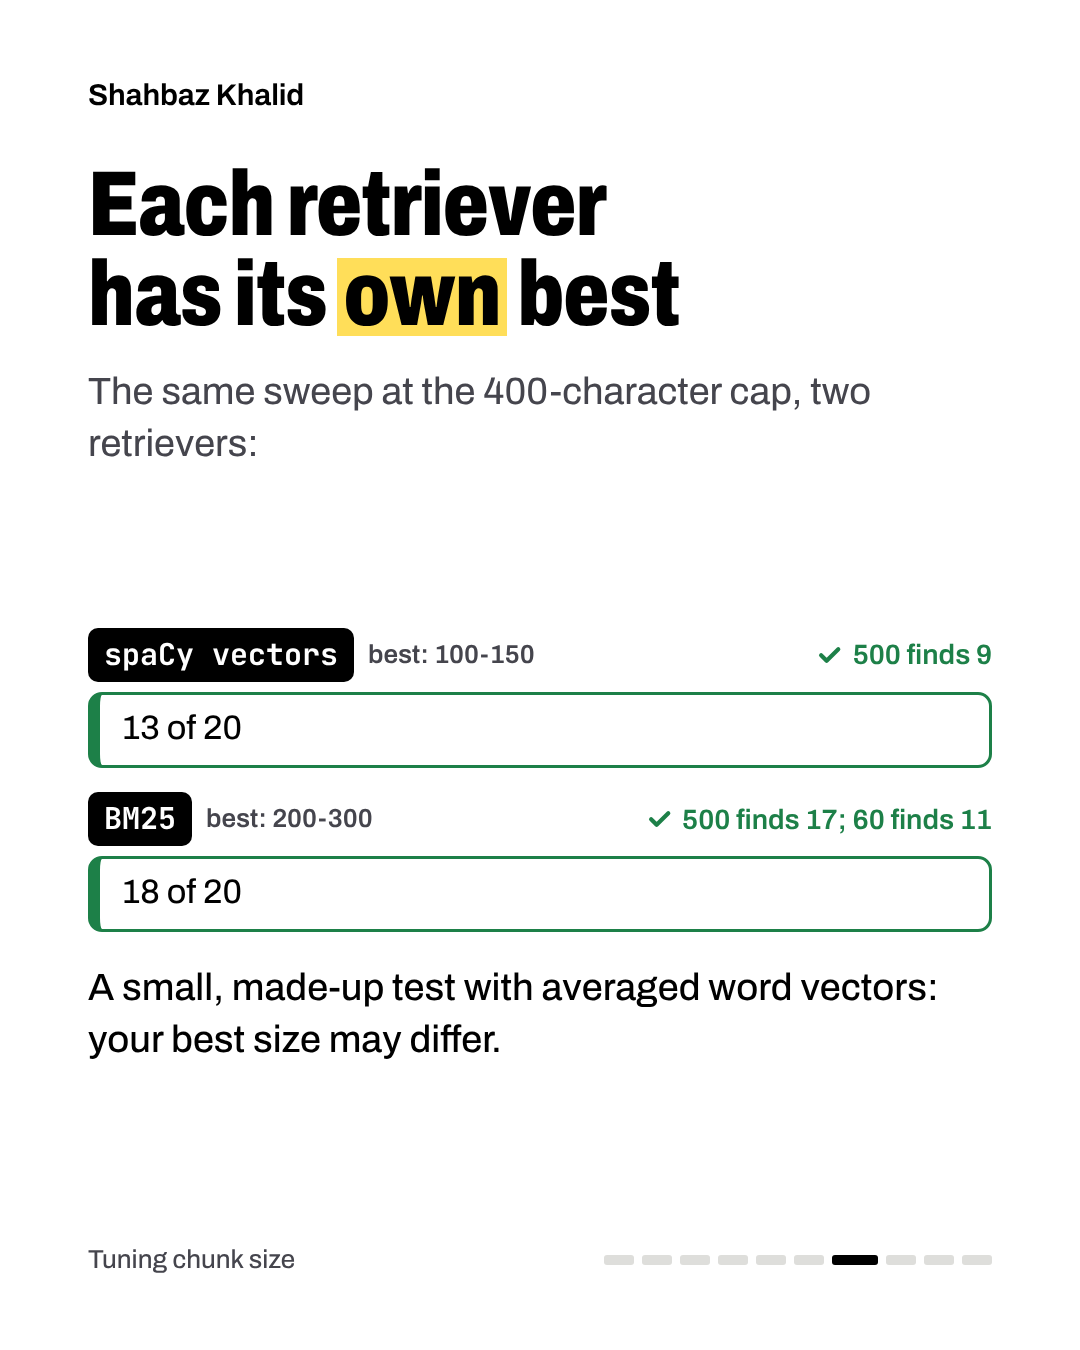 Shahbaz Khalid
Each retriever
has its own best
The same sweep at the 400-character cap, two
retrievers:
spaCy vectors best: 100-150 ✓ 500 finds 9
13 of 20
BM25 best: 200-300 ✓ 500 finds 17; 60 finds 11
18 of 20
A small, made-up test with averaged word vectors:
your best size may differ.
Tuning chunk size